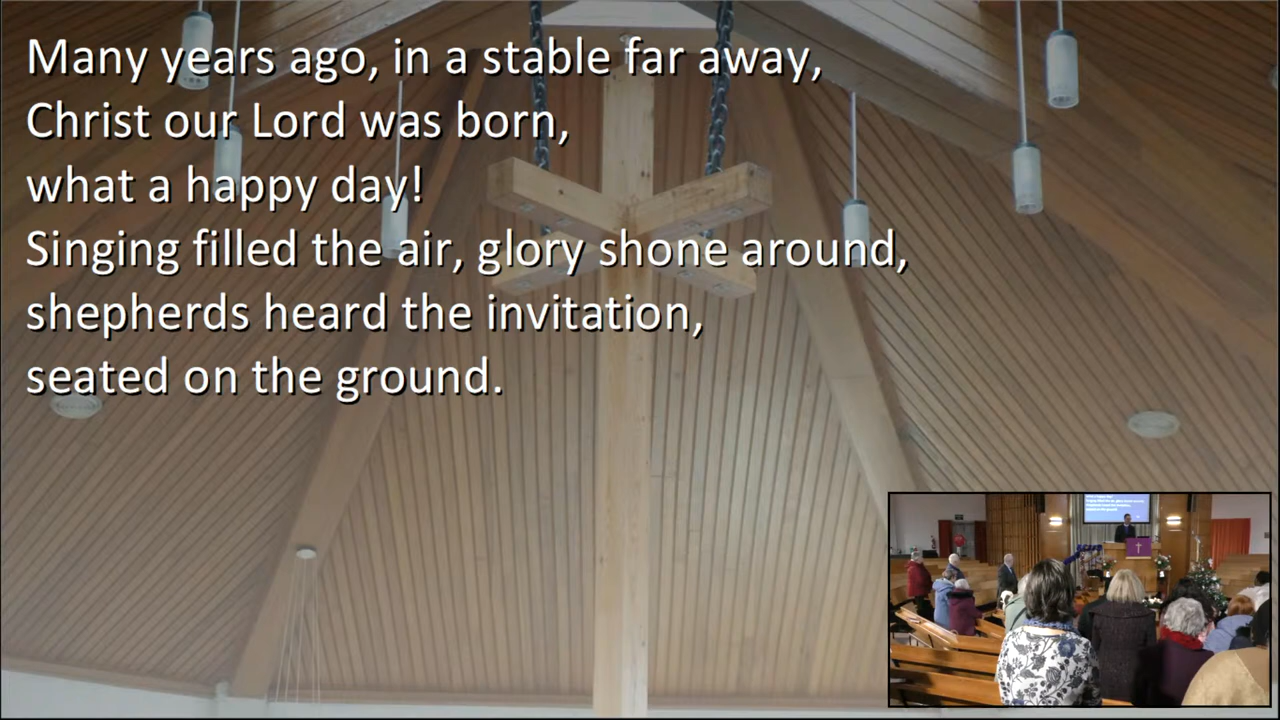 Many years ago, in a stable far away,
Christ our Lord was born,
what a happy day!
Singing filled the air, glory shone around,
shepherds heard the invitation,
seated on the ground.